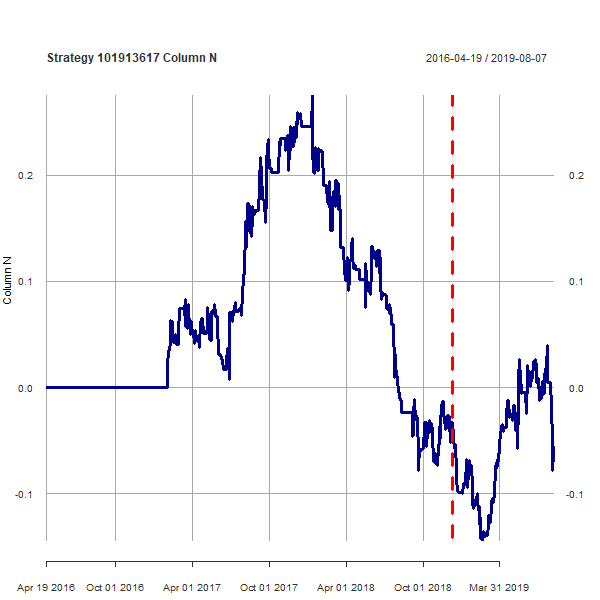 Strategy 101913617 Column N
2016-04-19 / 2019-08-07
Column N
0.2 0.2
0.1 0.1
0.0 0.0
-0.1 -0.1
Apr 19 2016 Oct 01 2016 Apr 01 2017 Oct 01 2017 Apr 01 2018 Oct 01 2018 Mar 31 2019